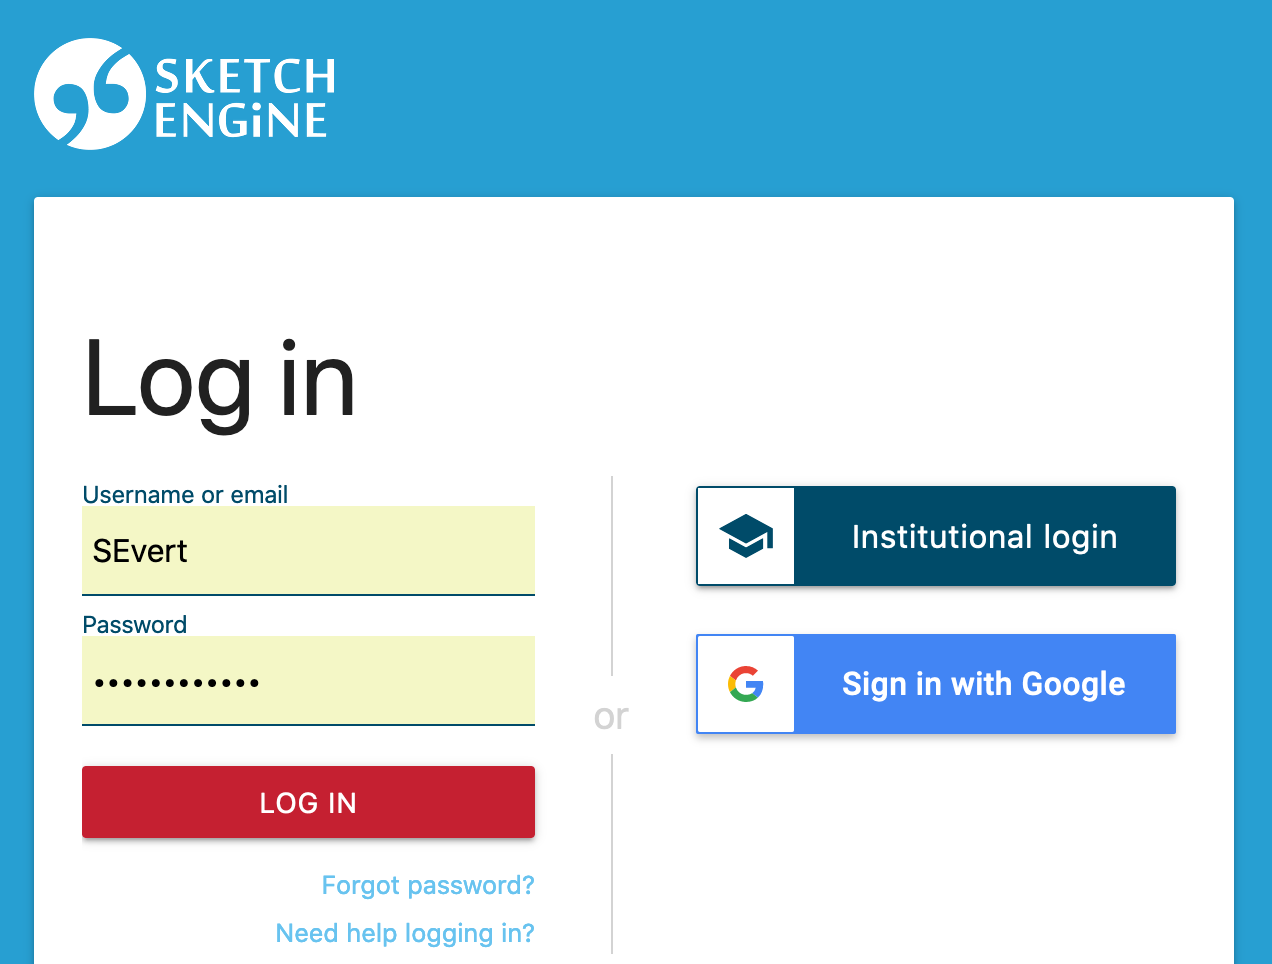 SKETCH
ENGiNE
Log in
Username or email
SEvert
Password
••••••••••••
LOG IN
Forgot password?
Need help logging in?
or
Institutional login
Sign in with Google